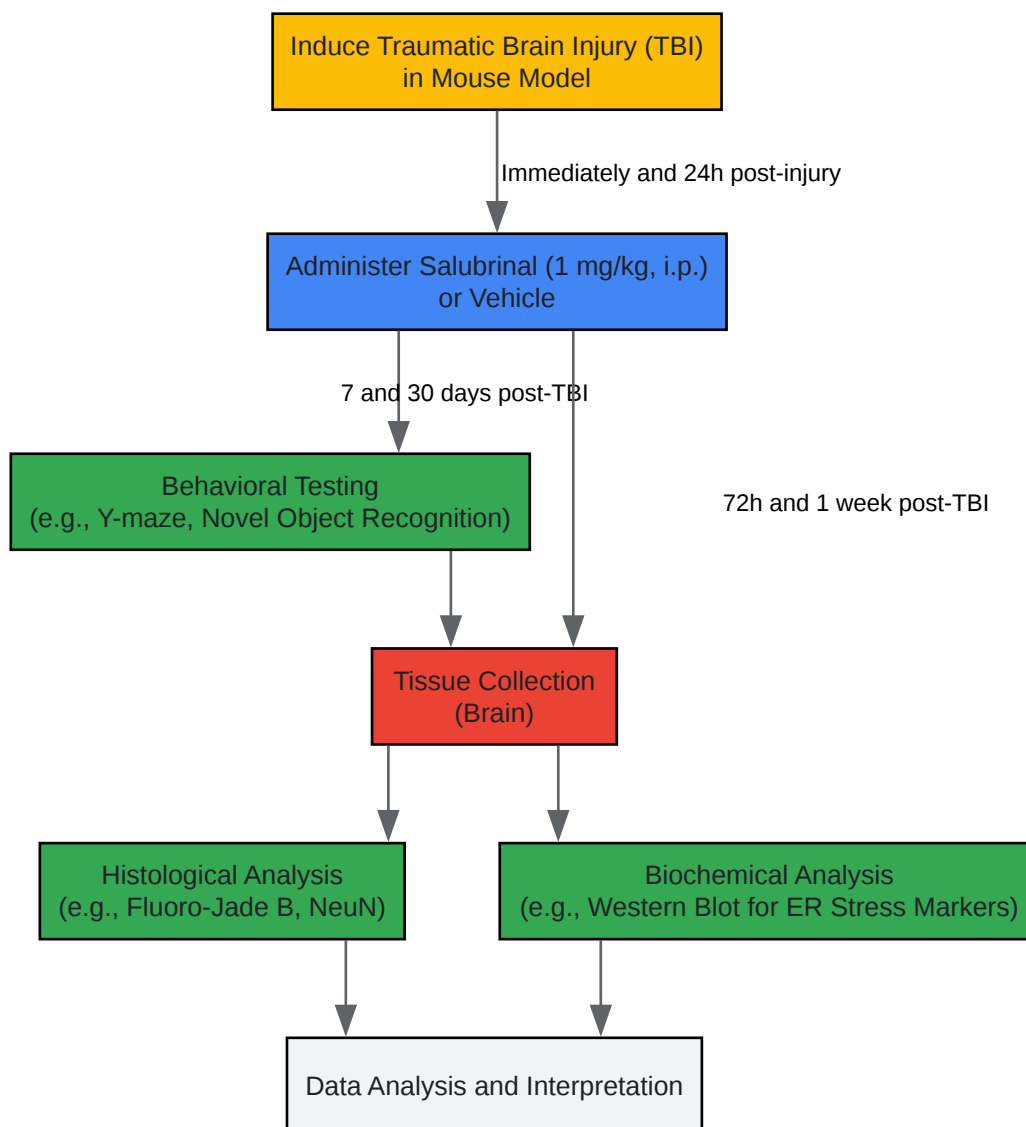 Induce Traumatic Brain Injury (TBI)
in Mouse Model
Immediately and 24h post-injury
Administer Salubrinal (1 mg/kg, i.p.)
or Vehicle
7 and 30 days post-TBI
Behavioral Testing
(e.g., Y-maze, Novel Object Recognition)
72h and 1 week post-TBI
Tissue Collection
(Brain)
Histological Analysis
(e.g., Fluoro-Jade B, NeuN)
Biochemical Analysis
(e.g., Western Blot for ER Stress Markers)
Data Analysis and Interpretation